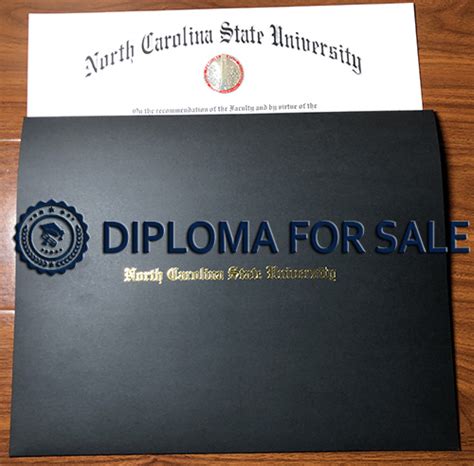 North Carolina State University
On the recommendation of the Faculty and by virtue of the
DIPLOMA FOR SALE
North Carolina State University